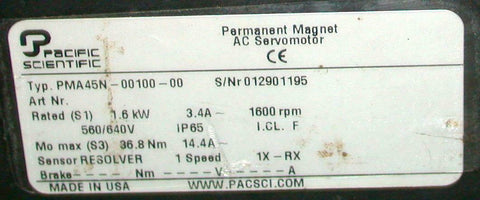 Pacific
Scientific
Permanent Magnet
AC Servomotor
CE
Typ. PMA45N-00100-00 S/Nr 012901195
Art Nr.
Rated (S1) 1.6 kW 3.4A~ 1600 rpm
560/640V IP65 I.CL. F
Mo max (S3) 36.8 Nm 14.4A~
Sensor RESOLVER 1 Speed 1X-RX
Brake - - - - - Nm - - - - - V - - - - - A
MADE IN USA WWW.PACSCI.COM